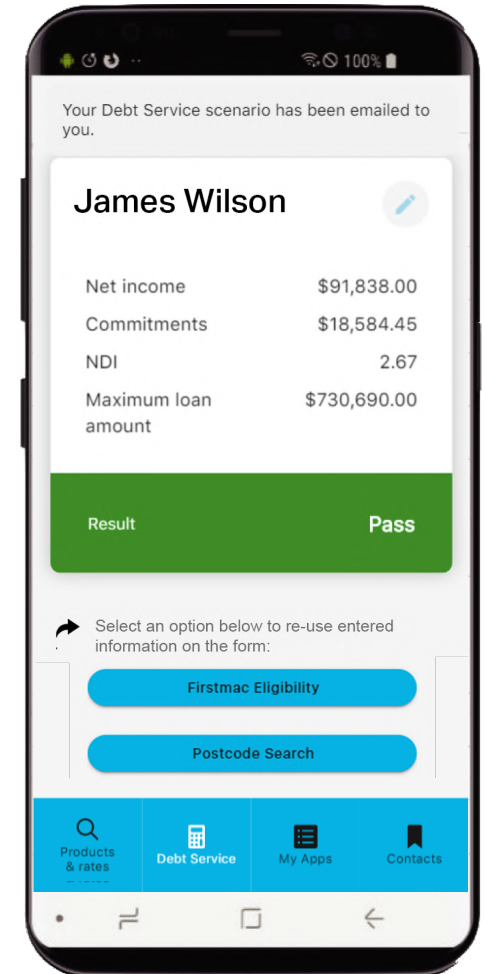 100%
Your Debt Service scenario has been emailed to
you.
James Wilson
Net income $91,838.00
Commitments $18,584.45
NDI 2.67
Maximum loan $730,690.00
amount
Result Pass
Select an option below to re-use entered
information on the form:
Firstmac Eligibility
Postcode Search
Products
& rates
Debt Service
My Apps
Contacts